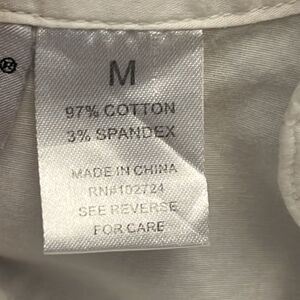 ®
M
97% COTTON
3% SPANDEX
MADE IN CHINA
RN#102724
SEE REVERSE
FOR CARE